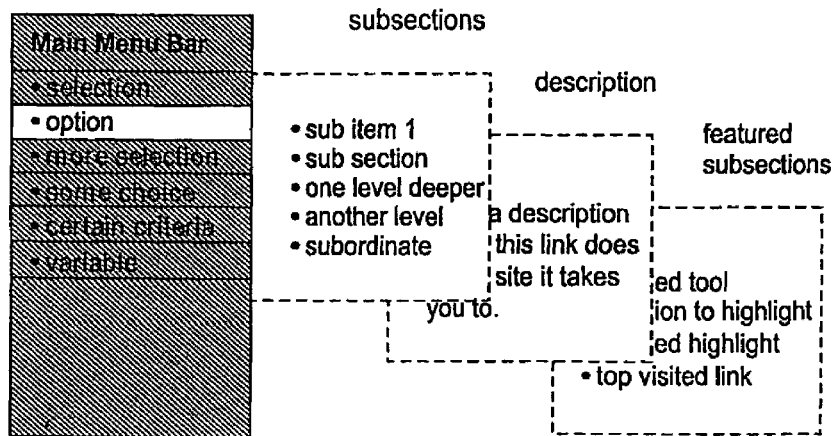 subsections
Main Menu Bar
• selection
• option
• more selection
• some choice
• certain criteria
• variable
• sub item 1
• sub section
• one level deeper
• another level
• subordinate
description
a description
this link does
site it takes
you to.
featured
subsections
ed tool
ion to highlight
ed highlight
• top visited link